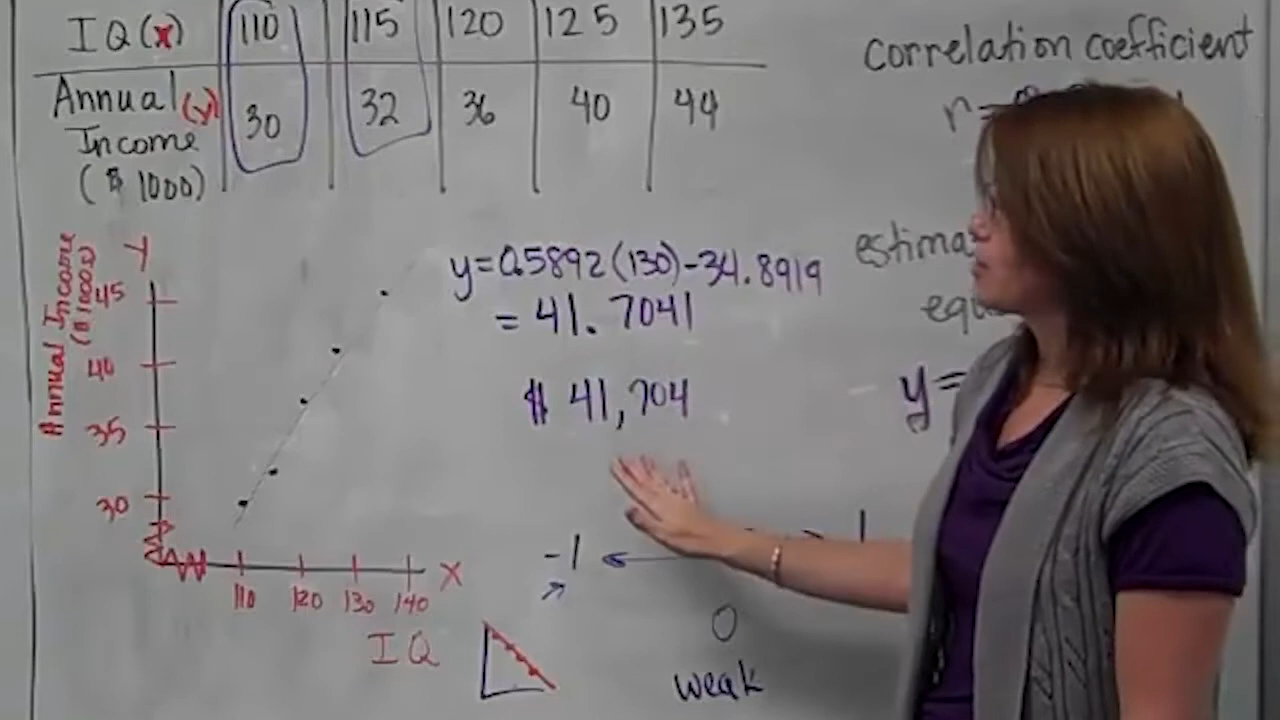 IQ(x) 110 115 120 125 135
Annual (y) 30 32 36 40 44
Income
($ 1000)
correlation coefficient
r=
Annual Income
($1000s)
Y
45
40
35
30
110 120 130 140 X
IQ
y=0.5892(130)-34.8919
= 41.7041
$ 41,704
y=
-1 1
0
weak